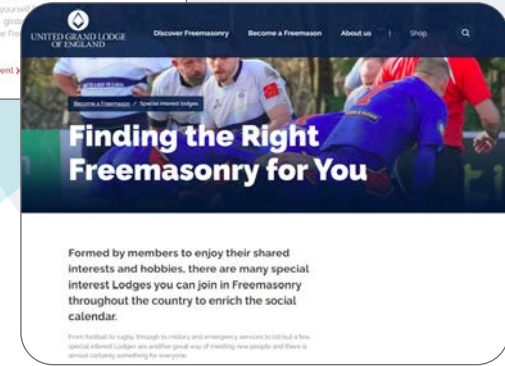 yourself
UNITED GRAND LODGE
OF ENGLAND
Discover Freemasonry Become a Freemason About us | Shop
Become a Freemason / Special interest lodges
Finding the Right
Freemasonry for You
Formed by members to enjoy their shared
interests and hobbies, there are many special
interest Lodges you can join in Freemasonry
throughout the country to enrich the social
calendar.
From football to rugby, through to military and emergency services to list but a few
special interest Lodges are another great way of meeting new people and there is
almost certainly something for everyone.